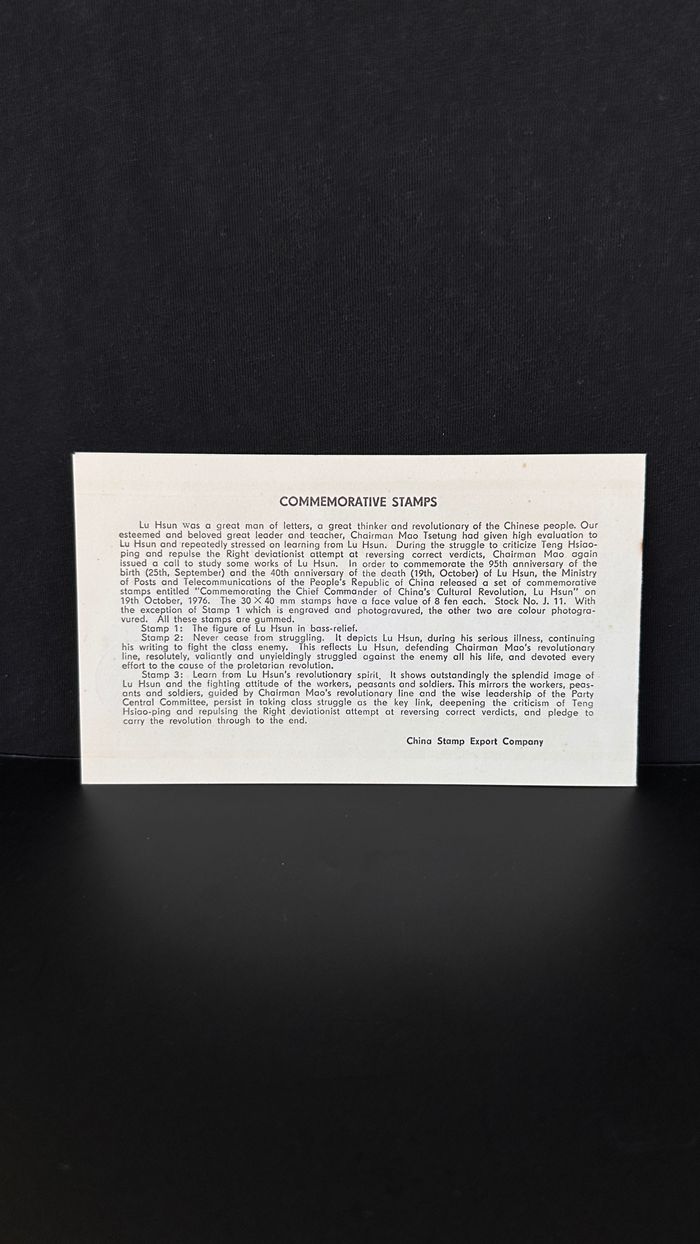 COMMEMORATIVE STAMPS
Lu Hsun was a great man of letters, a great thinker and revolutionary of the Chinese people. Our
esteemed and beloved great leader and teacher, Chairman Mao Tsetung had given high evaluation to
Lu Hsun and repeatedly stressed on learning from Lu Hsun. During the struggle to criticize Teng Hsiao-
ping and repulse the Right deviationist attempt at reversing correct verdicts, Chairman Mao again
issued a call to study some works of Lu Hsun. In order to commemorate the 95th anniversary of the
birth (25th, September) and the 40th anniversary of the death (19th, October) of Lu Hsun, the Ministry
of Posts and Telecommunications of the People's Republic of China released a set of commemorative
stamps entitled "Commemorating the Chief Commander of China's Cultural Revolution, Lu Hsun" on
19th October, 1976. The 30×40 mm stamps have a face value of 8 fen each. Stock No. J. 11. With
the exception of Stamp 1 which is engraved and photogravured, the other two are colour photogra-
vured. All these stamps are gummed.
Stamp 1: The figure of Lu Hsun in bass-relief.
Stamp 2: Never cease from struggling. It depicts Lu Hsun, during his serious illness, continuing
his writing to fight the class enemy. This reflects Lu Hsun, defending Chairman Mao's revolutionary
line, resolutely, valiantly and unyieldingly struggled against the enemy all his life, and devoted every
effort to the cause of the proletarian revolution.
Stamp 3: Learn from Lu Hsun's revolutionary spirit. It shows outstandingly the splendid image of
Lu Hsun and the fighting attitude of the workers, peasants and soldiers. This mirrors the workers, peas-
ants and soldiers, guided by Chairman Mao's revolutionary line and the wise leadership of the Party
Central Committee, persist in taking class struggle as the key link, deepening the criticism of Teng
Hsiao-ping and repulsing the Right deviationist attempt at reversing correct verdicts, and pledge to
carry the revolution through to the end.
China Stamp Export Company